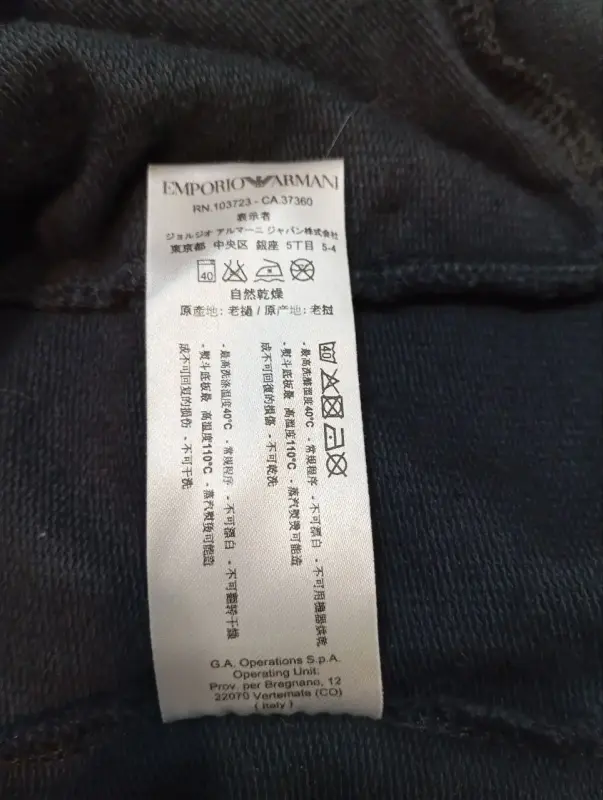 EMPORIO ARMANI
RN.103723 - CA.37360
表示者
ジョルジオ アルマーニ ジャパン株式会社
東京都 中央区 銀座 5丁目 5-4
40
自然乾燥
原產地: 老撾 / 原产地: 老挝
40
- 最高洗滌溫度40°C - 常規程序 - 不可漂白 - 不可用機器烘乾
- 熨斗底板最 高溫度110°C - 蒸汽熨燙可能造
成不可回復的損傷 - 不可乾洗
- 最高洗涤温度40°C - 常规程序 - 不可漂白 - 不可翻转干燥
- 熨斗底板最 高温度110°C - 蒸汽熨烫可能造
成不可回复的损伤 - 不可干洗
G.A. Operations S.p.A.
Operating Unit:
Prov. per Bregnano, 12
22070 Vertemate (CO)
( Italy )